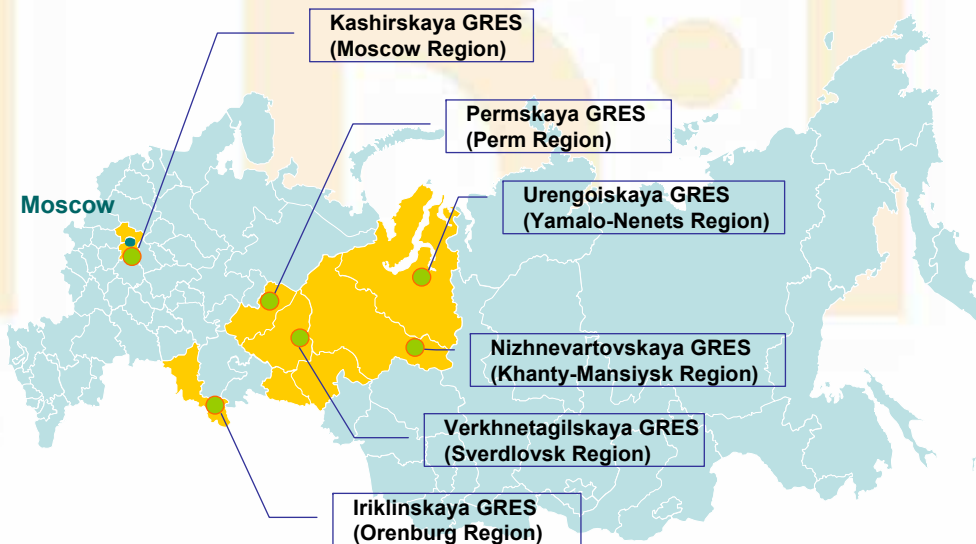 Kashirskaya GRES
(Moscow Region)
Permskaya GRES
(Perm Region)
Urengoiskaya GRES
(Yamalo-Nenets Region)
Moscow
Nizhnevartovskaya GRES
(Khanty-Mansiysk Region)
Verkhnetagilskaya GRES
(Sverdlovsk Region)
Iriklinskaya GRES
(Orenburg Region)